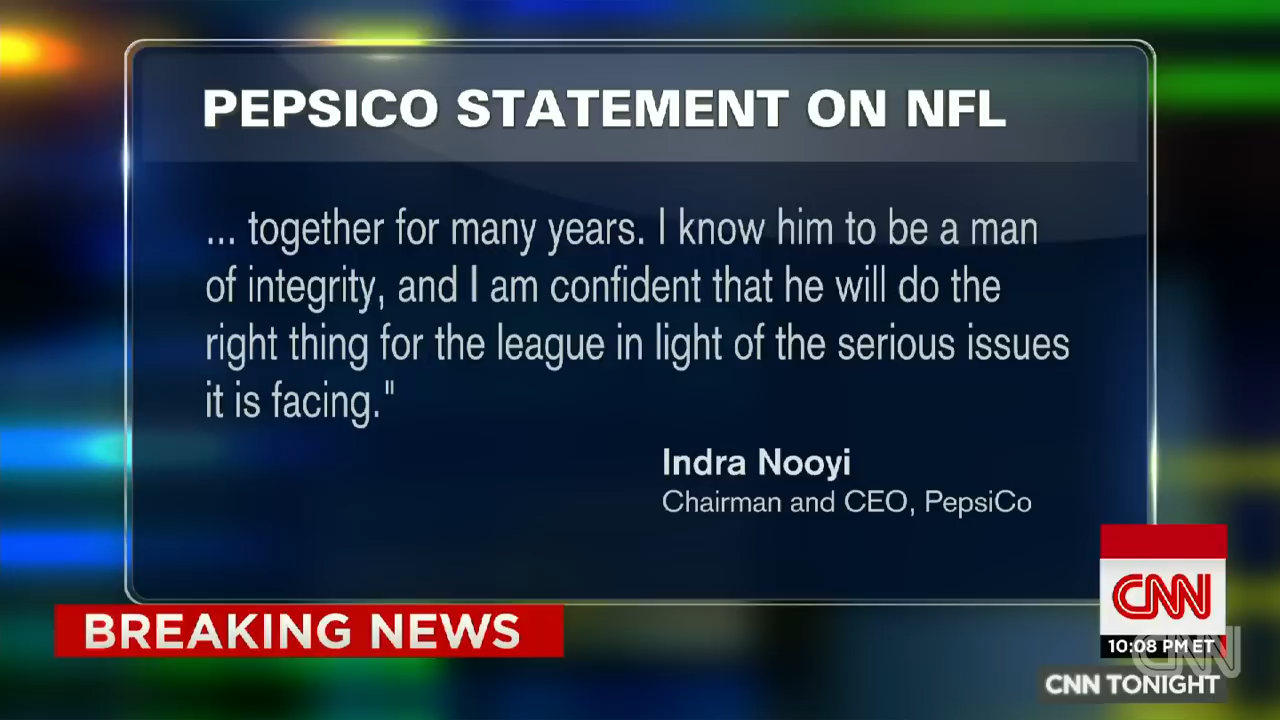 PEPSICO STATEMENT ON NFL
... together for many years. I know him to be a man
of integrity, and I am confident that he will do the
right thing for the league in light of the serious issues
it is facing."
Indra Nooyi
Chairman and CEO, PepsiCo
BREAKING NEWS
CNN
10:08 PM ET
CNN
CNN TONIGHT